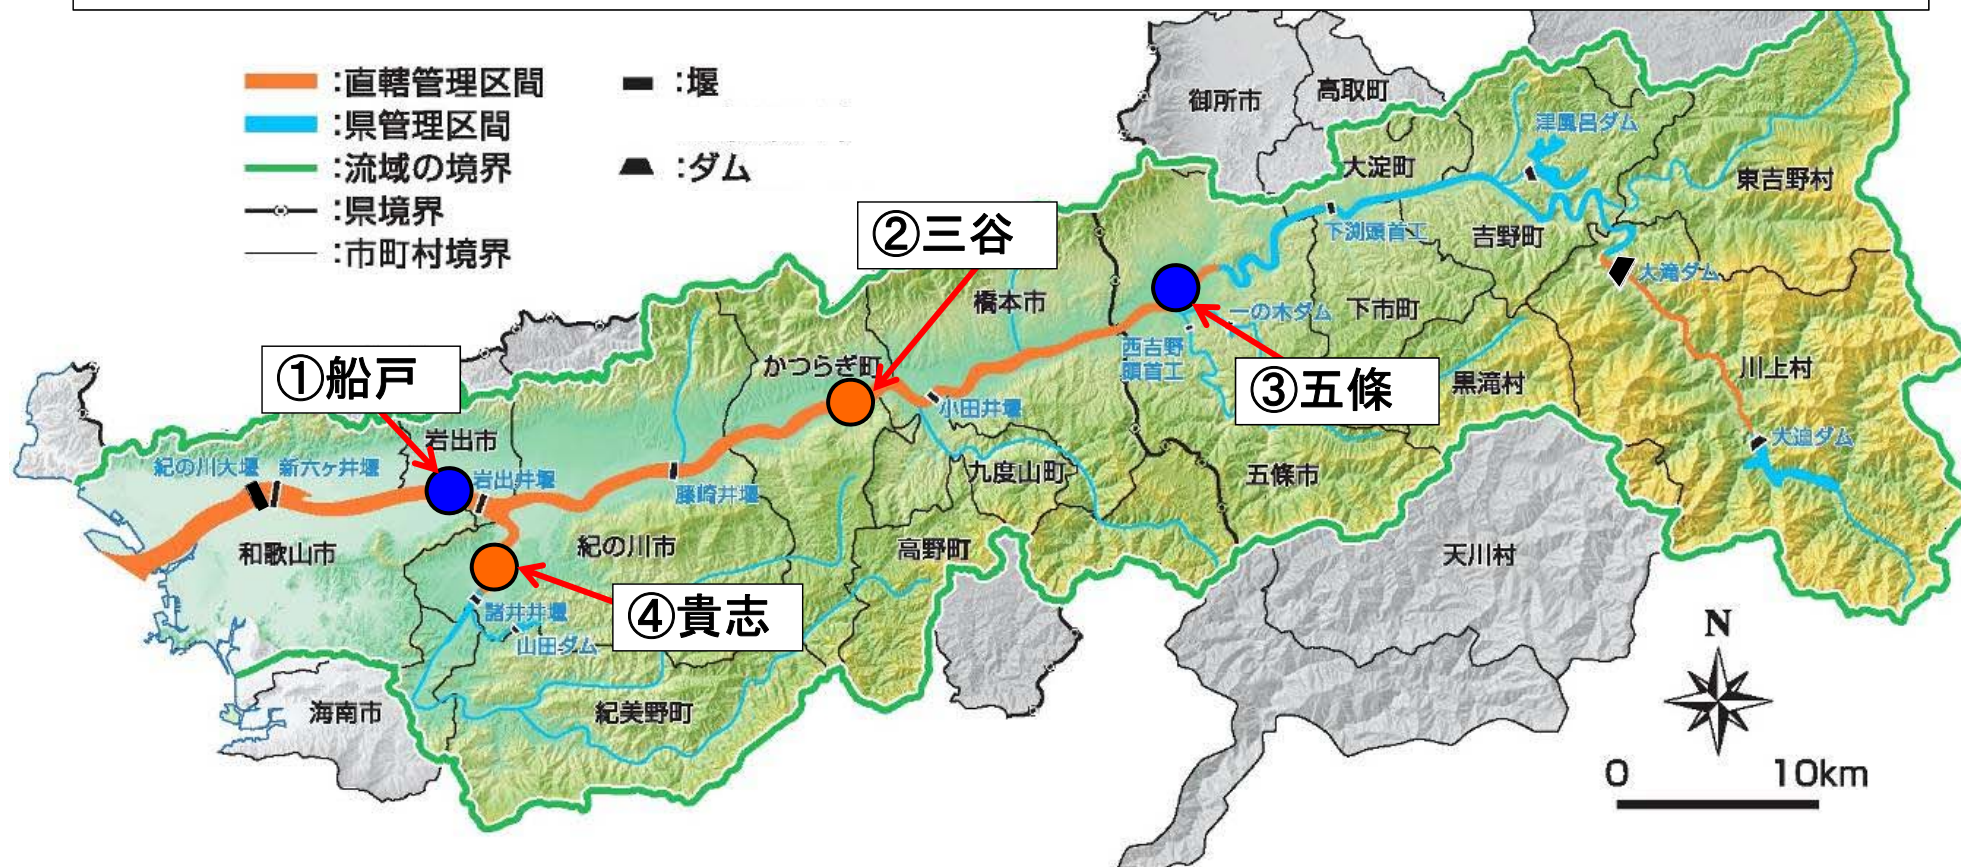 :直轄管理区間
:堰
:県管理区間
:流域の境界
:ダム
:県境界
:市町村境界
御所市
高取町
津風呂ダム
大淀町
東吉野村
②三谷
下渕頭首工
吉野町
大滝ダム
橋本市
一の木ダム
下市町
西吉野
頭首工
かつらぎ町
①船戸
③五條
黒滝村
川上村
小田井堰
岩出市
大迫ダム
紀の川大堰
新六ヶ井堰
岩出井堰
藤崎井堰
九度山町
五條市
和歌山市
紀の川市
高野町
天川村
④貴志
諸井井堰
山田ダム
海南市
紀美野町
N
0
10km